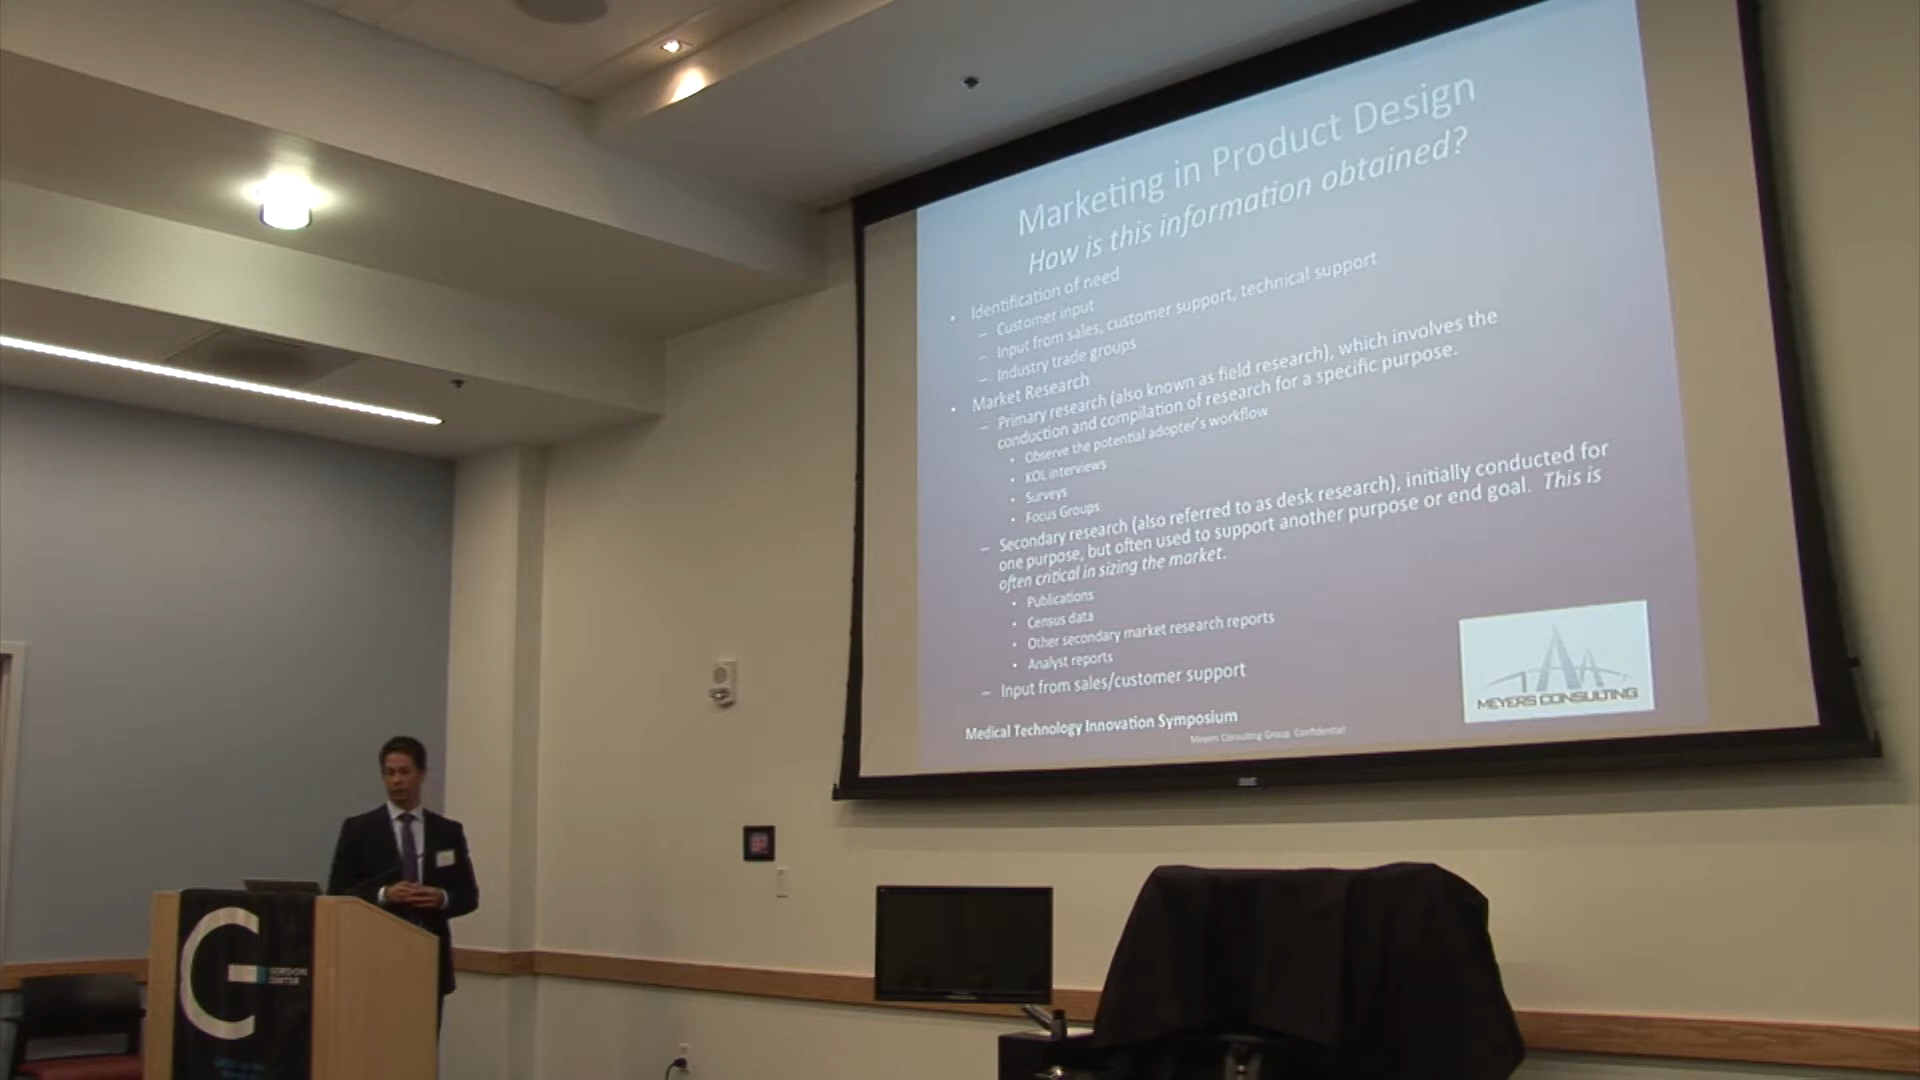 Marketing in Product Design
How is this information obtained?
• Identification of need
– Customer input
– Input from sales, customer support, technical support
– Industry trade groups
• Market Research
– Primary research (also known as field research), which involves the
conduction and compilation of research for a specific purpose.
• Observe the potential adopter's workflow
• KOL interviews
• Surveys
• Focus Groups
– Secondary research (also referred to as desk research), initially conducted for
one purpose, but often used to support another purpose or end goal. This is
often critical in sizing the market.
• Publications
• Census data
• Other secondary market research reports
• Analyst reports
– Input from sales/customer support
MEYERS CONSULTING
Medical Technology Innovation Symposium
Meyers Consulting Group Confidential
GORDON
CENTER